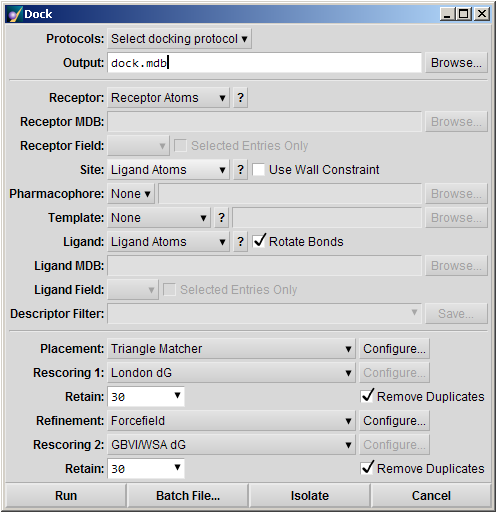 Dock
Protocols: Select docking protocol
Output: dock.mdb Browse...
Receptor: Receptor Atoms ?
Receptor MDB: Browse...
Receptor Field: Selected Entries Only
Site: Ligand Atoms ? Use Wall Constraint
Pharmacophore: None Browse...
Template: None ? Browse...
Ligand: Ligand Atoms ? Rotate Bonds
Ligand MDB: Browse...
Ligand Field: Selected Entries Only
Descriptor Filter: Save...
Placement: Triangle Matcher Configure...
Rescoring 1: London dG Configure...
Retain: 30 Remove Duplicates
Refinement: Forcefield Configure...
Rescoring 2: GBVI/WSA dG Configure...
Retain: 30 Remove Duplicates
Run Batch File... Isolate Cancel